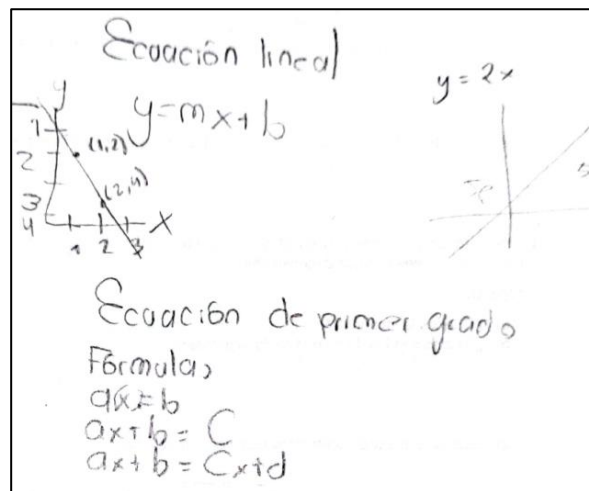 Ecuación lineal
y=mx+b
y = 2x
y
1
2
3
4
(1,2)
(2,4)
1 2 3
X
Ecuación de primer grado
Formula,
ax=b
ax+b = C
ax+b = Cx+d